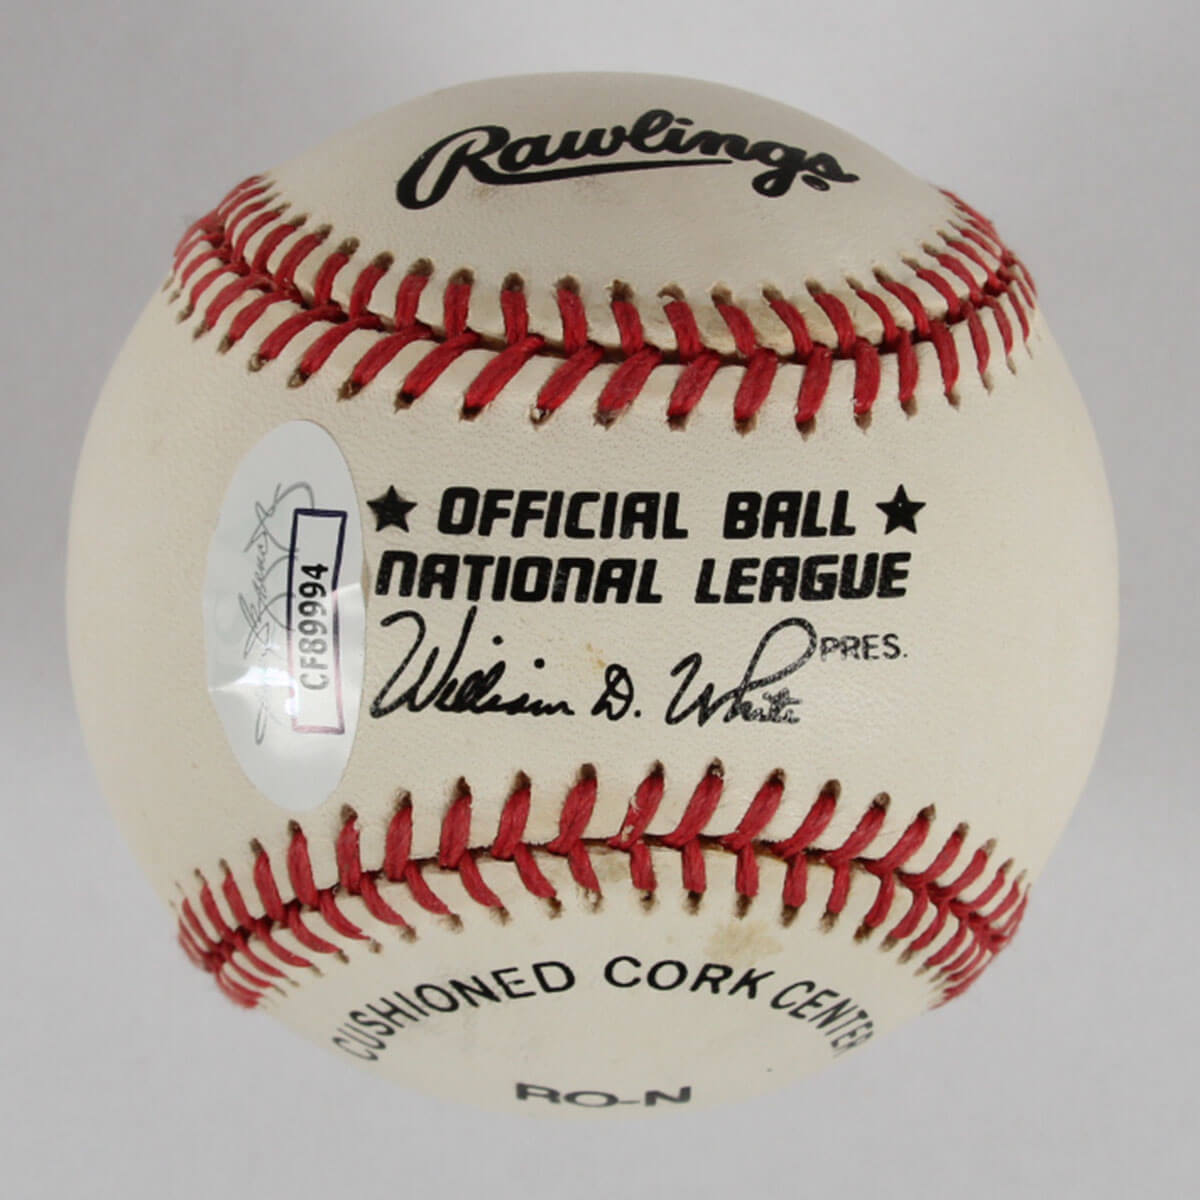 Rawlings
★ OFFICIAL BALL ★
NATIONAL LEAGUE
William D. White PRES.
CF89994
CUSHIONED CORK CENTER
RO-N